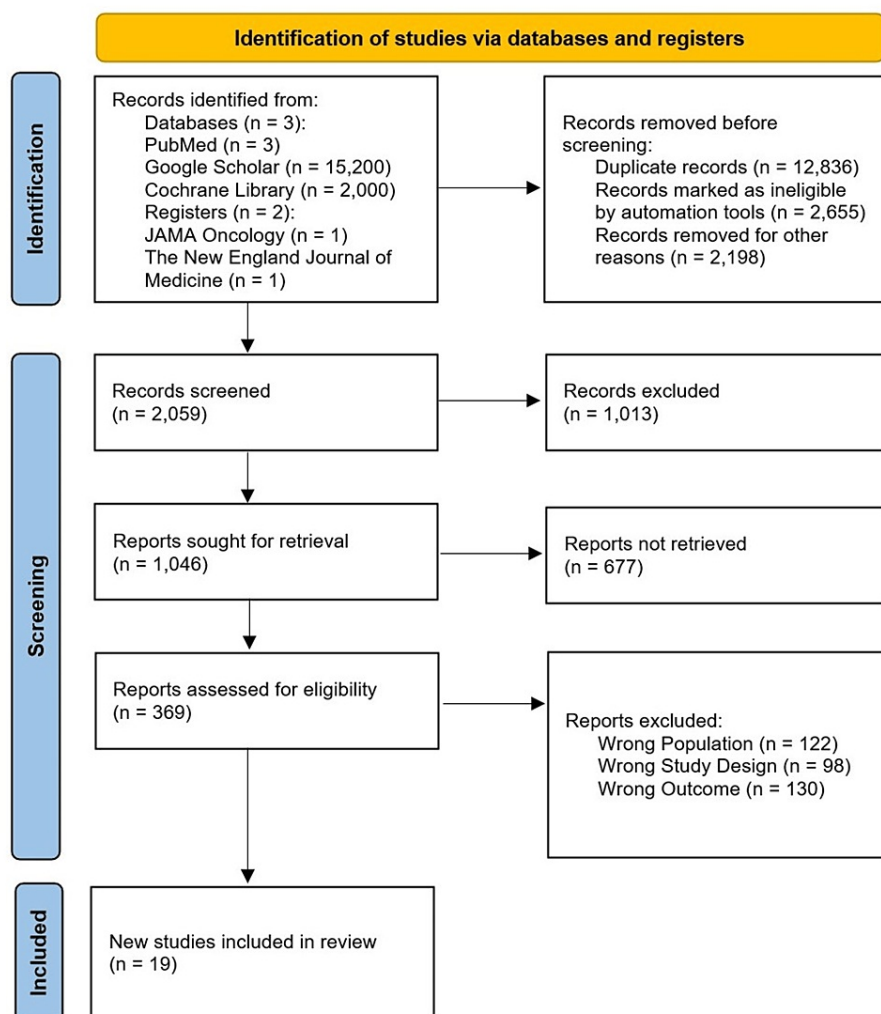 Identification of studies via databases and registers
Identification
Records identified from:
Databases (n = 3):
PubMed (n = 3)
Google Scholar (n = 15,200)
Cochrane Library (n = 2,000)
Registers (n = 2):
JAMA Oncology (n = 1)
The New England Journal of
Medicine (n = 1)
Records removed before
screening:
Duplicate records (n = 12,836)
Records marked as ineligible
by automation tools (n = 2,655)
Records removed for other
reasons (n = 2,198)
Screening
Records screened
(n = 2,059)
Records excluded
(n = 1,013)
Reports sought for retrieval
(n = 1,046)
Reports not retrieved
(n = 677)
Reports assessed for eligibility
(n = 369)
Reports excluded:
Wrong Population (n = 122)
Wrong Study Design (n = 98)
Wrong Outcome (n = 130)
Included
New studies included in review
(n = 19)